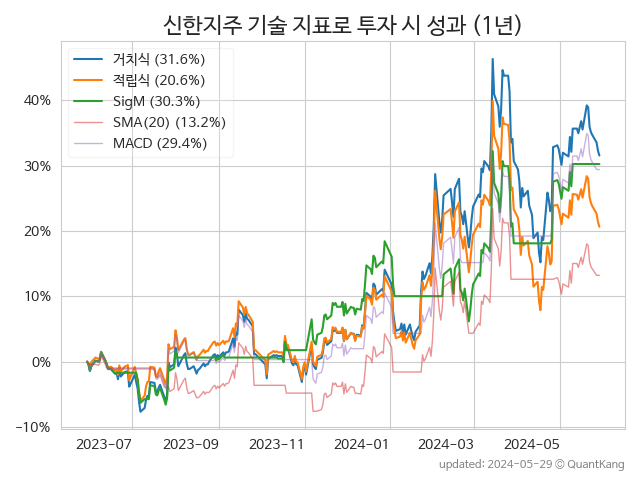 신한지주 기술 지표로 투자 시 성과 (1년)
거치식 (31.6%)
적립식 (20.6%)
SigM (30.3%)
SMA(20) (13.2%)
MACD (29.4%)
40%
30%
20%
10%
0%
−10%
2023−07 2023−09 2023−11 2024−01 2024−03 2024−05
updated: 2024-05-29 © QuantKang